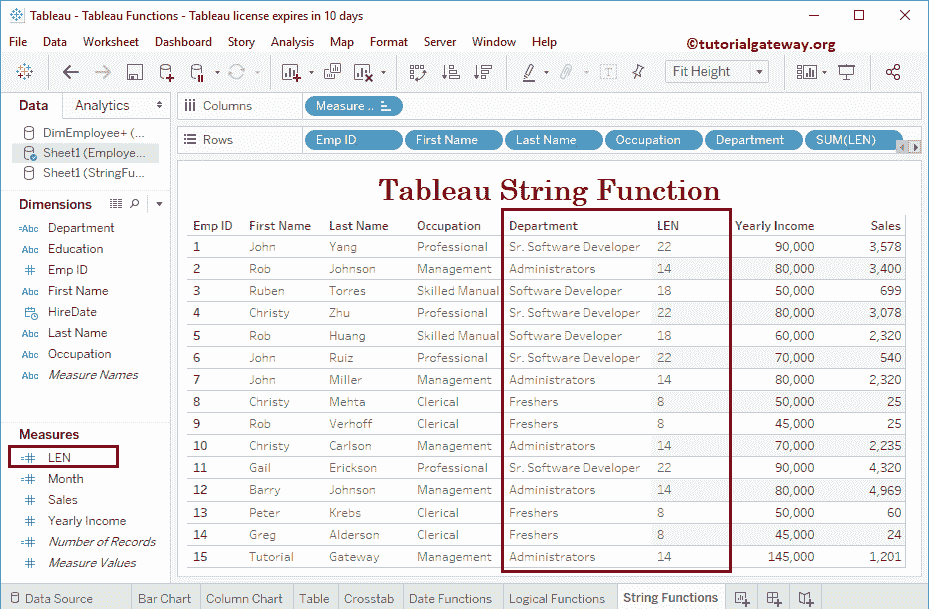 Tableau - Tableau Functions - Tableau license expires in 10 days
File Data Worksheet Dashboard Story Analysis Map Format Server Window Help
©tutorialgateway.org
Fit Height
Data Analytics
DimEmployee+ (...
Sheet1 (Employe...
Sheet1 (StringFu...
Dimensions
Abc Department
Abc Education
# Emp ID
Abc First Name
HireDate
Abc Last Name
Abc Occupation
Abc Measure Names
Measures
=# LEN
=# Month
# Sales
# Yearly Income
=# Number of Records
# Measure Values
Columns Measure ..
Rows Emp ID First Name Last Name Occupation Department SUM(LEN)
Tableau String Function
Emp ID First Name Last Name Occupation Department LEN Yearly Income Sales
1 John Yang Professional Sr. Software Developer 22 90,000 3,578
2 Rob Johnson Management Administrators 14 80,000 3,400
3 Ruben Torres Skilled Manual Software Developer 18 50,000 699
4 Christy Zhu Professional Sr. Software Developer 22 80,000 3,078
5 Rob Huang Skilled Manual Software Developer 18 60,000 2,320
6 John Ruiz Professional Sr. Software Developer 22 70,000 540
7 John Miller Management Administrators 14 80,000 2,320
8 Christy Mehta Clerical Freshers 8 50,000 25
9 Rob Verhoff Clerical Freshers 8 45,000 25
10 Christy Carlson Management Administrators 14 70,000 2,235
11 Gail Erickson Professional Sr. Software Developer 22 90,000 4,320
12 Barry Johnson Management Administrators 14 80,000 4,969
13 Peter Krebs Clerical Freshers 8 50,000 60
14 Greg Alderson Clerical Freshers 8 45,000 24
15 Tutorial Gateway Management Administrators 14 145,000 1,201
Data Source Bar Chart Column Chart Table Crosstab Date Functions Logical Functions String Functions